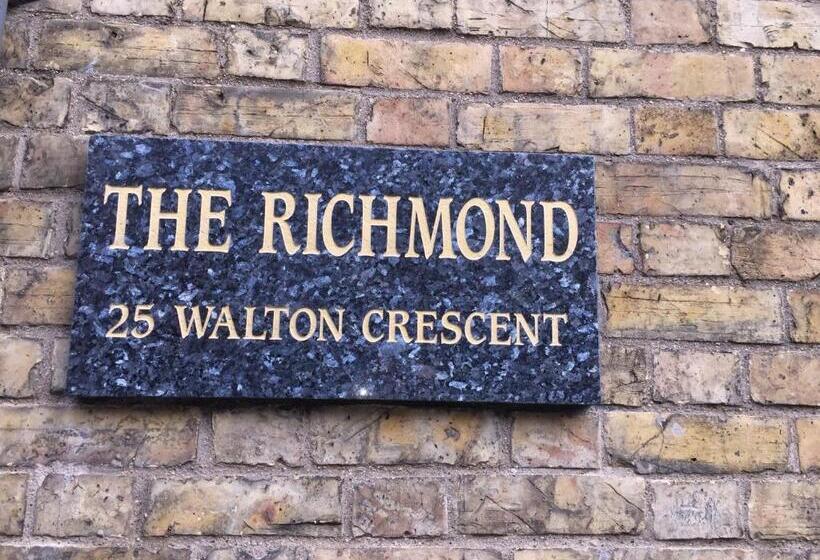 THE RICHMOND
25 WALTON CRESCENT